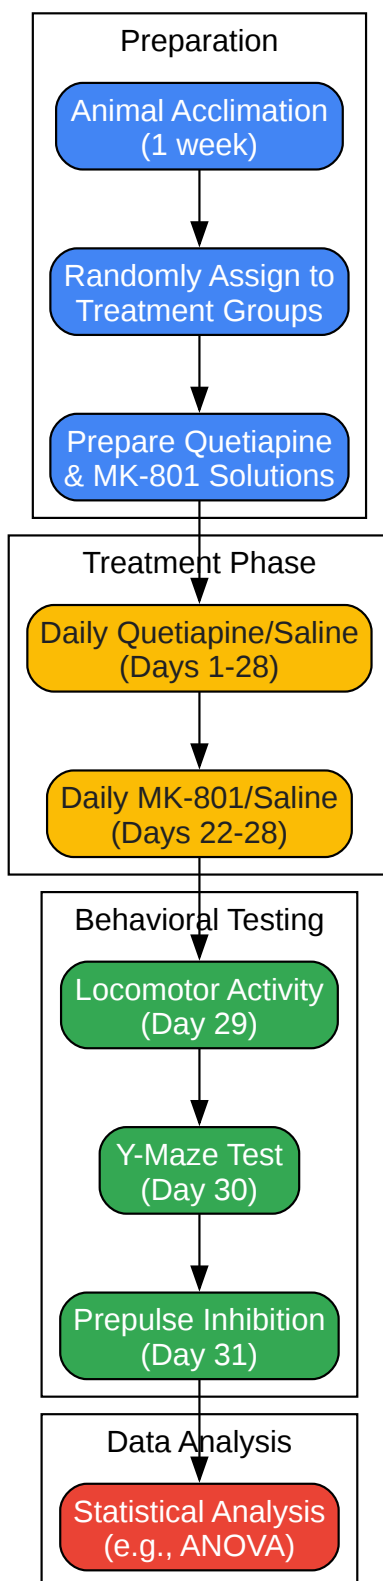 Preparation
Animal Acclimation
(1 week)
Randomly Assign to
Treatment Groups
Prepare Quetiapine
& MK-801 Solutions
Treatment Phase
Daily Quetiapine/Saline
(Days 1-28)
Daily MK-801/Saline
(Days 22-28)
Behavioral Testing
Locomotor Activity
(Day 29)
Y-Maze Test
(Day 30)
Prepulse Inhibition
(Day 31)
Data Analysis
Statistical Analysis
(e.g., ANOVA)